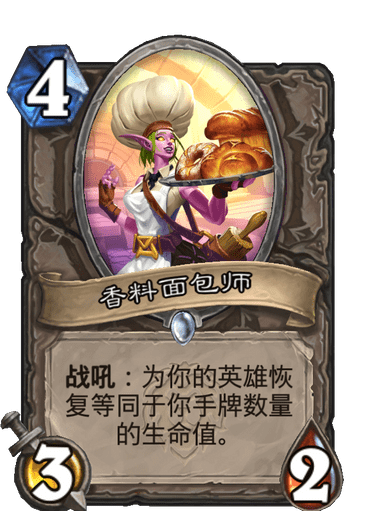 4
香料面包师
战吼：为你的英雄恢
复等同于你手牌数量
的生命值。
3
2